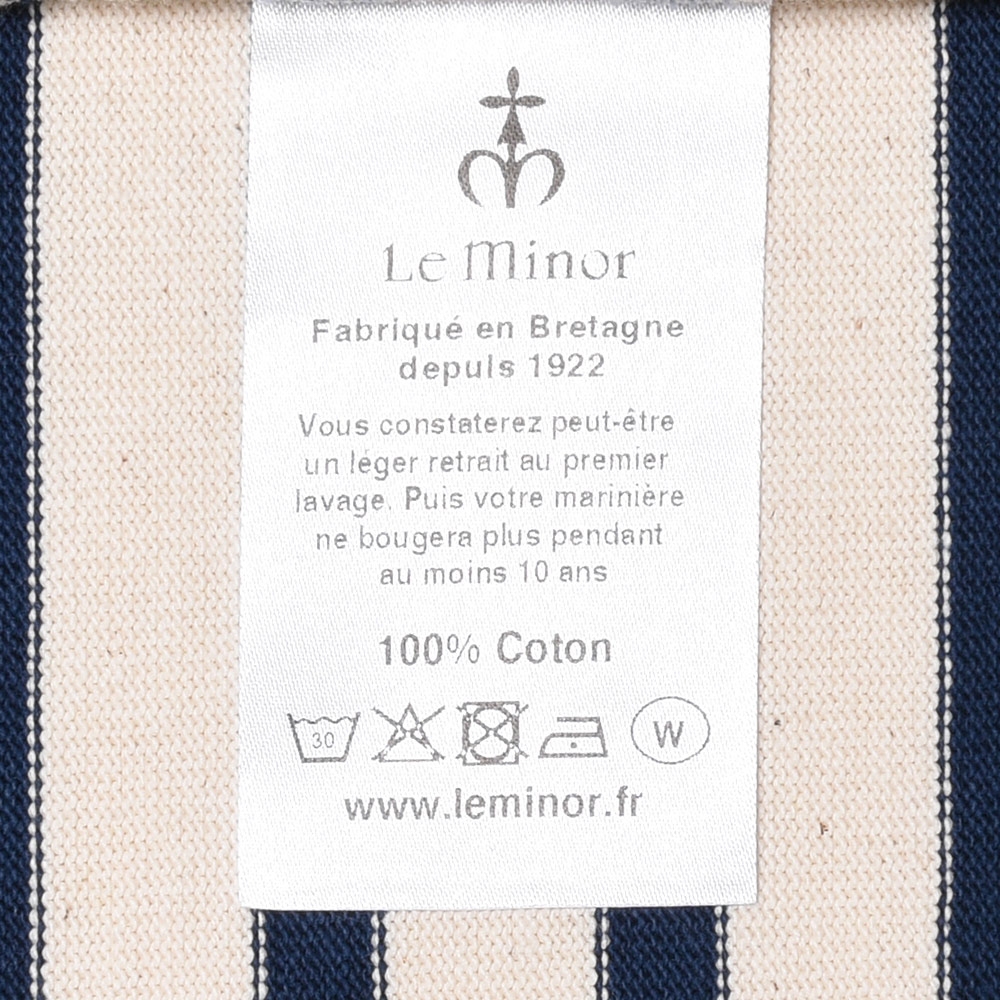 Le Minor
Fabriqué en Bretagne
depuis 1922
Vous constaterez peut-être
un léger retrait au premier
lavage. Puis votre marinière
ne bougera plus pendant
au moins 10 ans
100% Coton
30 W
www.leminor.fr